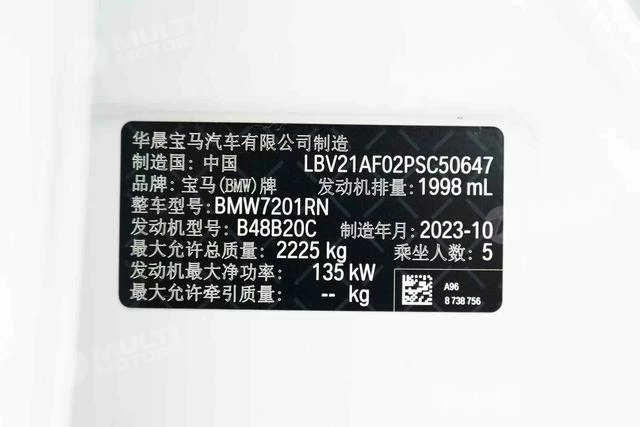 华晨宝马汽车有限公司制造
制造国: 中国 LBV21AF02PSC50647
品牌: 宝马(BMW)牌 发动机排量: 1998 mL
整车型号: BMW7201RN
发动机型号: B48B20C 制造年月: 2023-10
最大允许总质量: 2225 kg 乘坐人数: 5
发动机最大净功率: 135 kW
最大允许牵引质量: -- kg
A96
8 738 756
MULTI
MOTORS